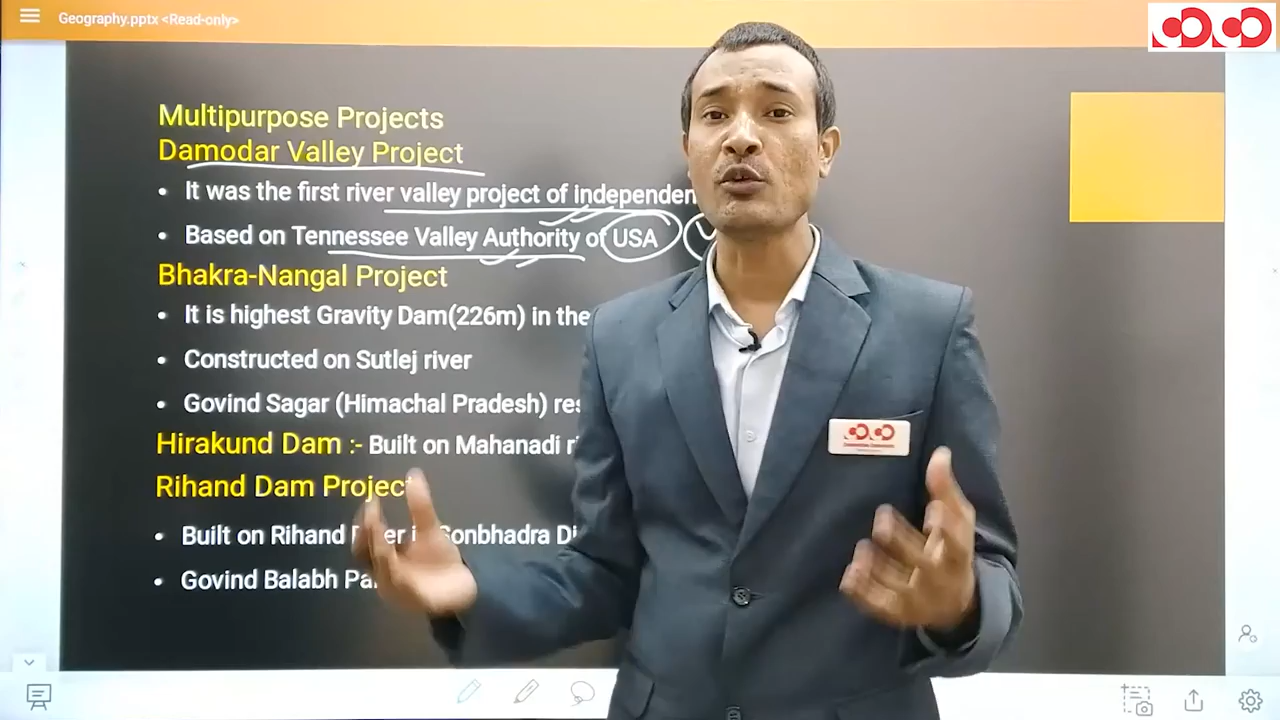 Geography.pptx <Read-only>
Multipurpose Projects
Damodar Valley Project
• It was the first river valley project of independen
• Based on Tennessee Valley Authority of USA
Bhakra-Nangal Project
• It is highest Gravity Dam(226m) in the
• Constructed on Sutlej river
• Govind Sagar (Himachal Pradesh) res
Hirakund Dam :- Built on Mahanadi ri
Rihand Dam Project
• Built on Rihand Sonbhadra Di
• Govind Balabh Pa